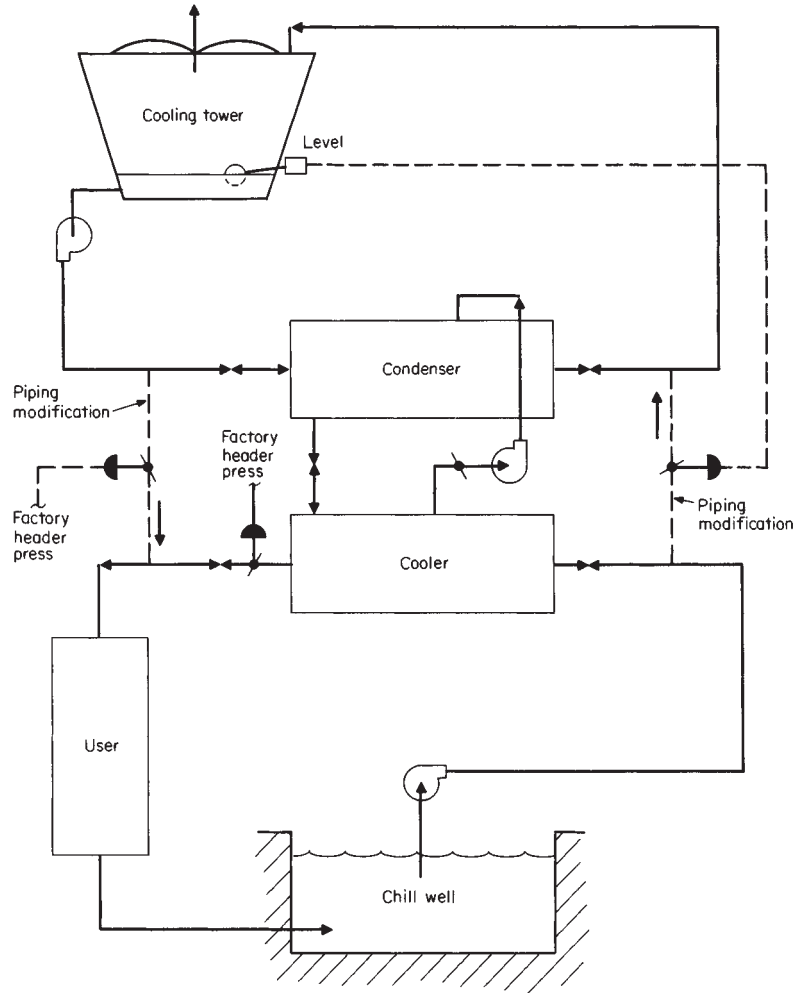 Cooling tower
Level
Condenser
Piping
modification
Factory
header
press
Factory
header
press
Piping
modification
Cooler
User
Chill well